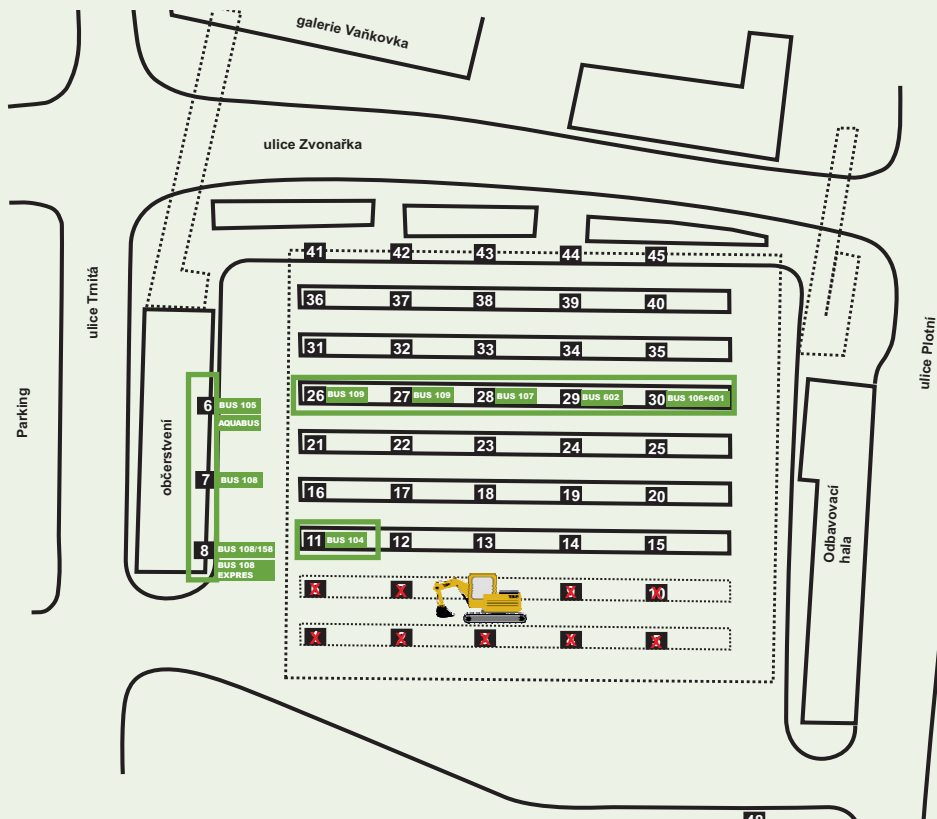 galerie Vaňkovka
ulice Zvonařka
41 42 43 44 45
36 37 38 39 40
31 32 33 34 35
26 BUS 109 27 BUS 109 28 BUS 107 29 BUS 602 30 BUS 106+601
21 22 23 24 25
16 17 18 19 20
11 BUS 104 12 13 14 15
10
6 BUS 105
AQUABUS
7 BUS 108
8 BUS 108/158
BUS 108
EXPRES
občerstvení
ulice Trnitá
Parking
ulice Plotní
Odbavovací
hala